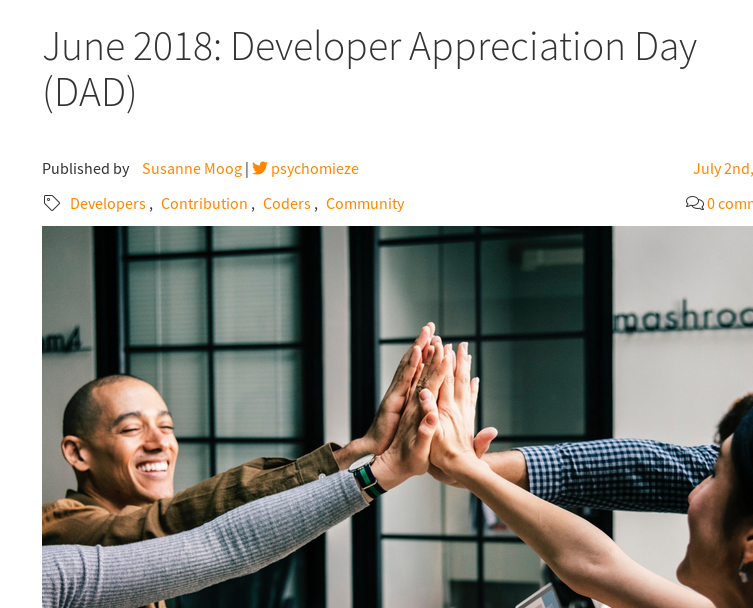 June 2018: Developer Appreciation Day
(DAD)
Published by Susanne Moog | psychomieze
July 2nd,
Developers , Contribution , Coders , Community
0 comm
mashroo